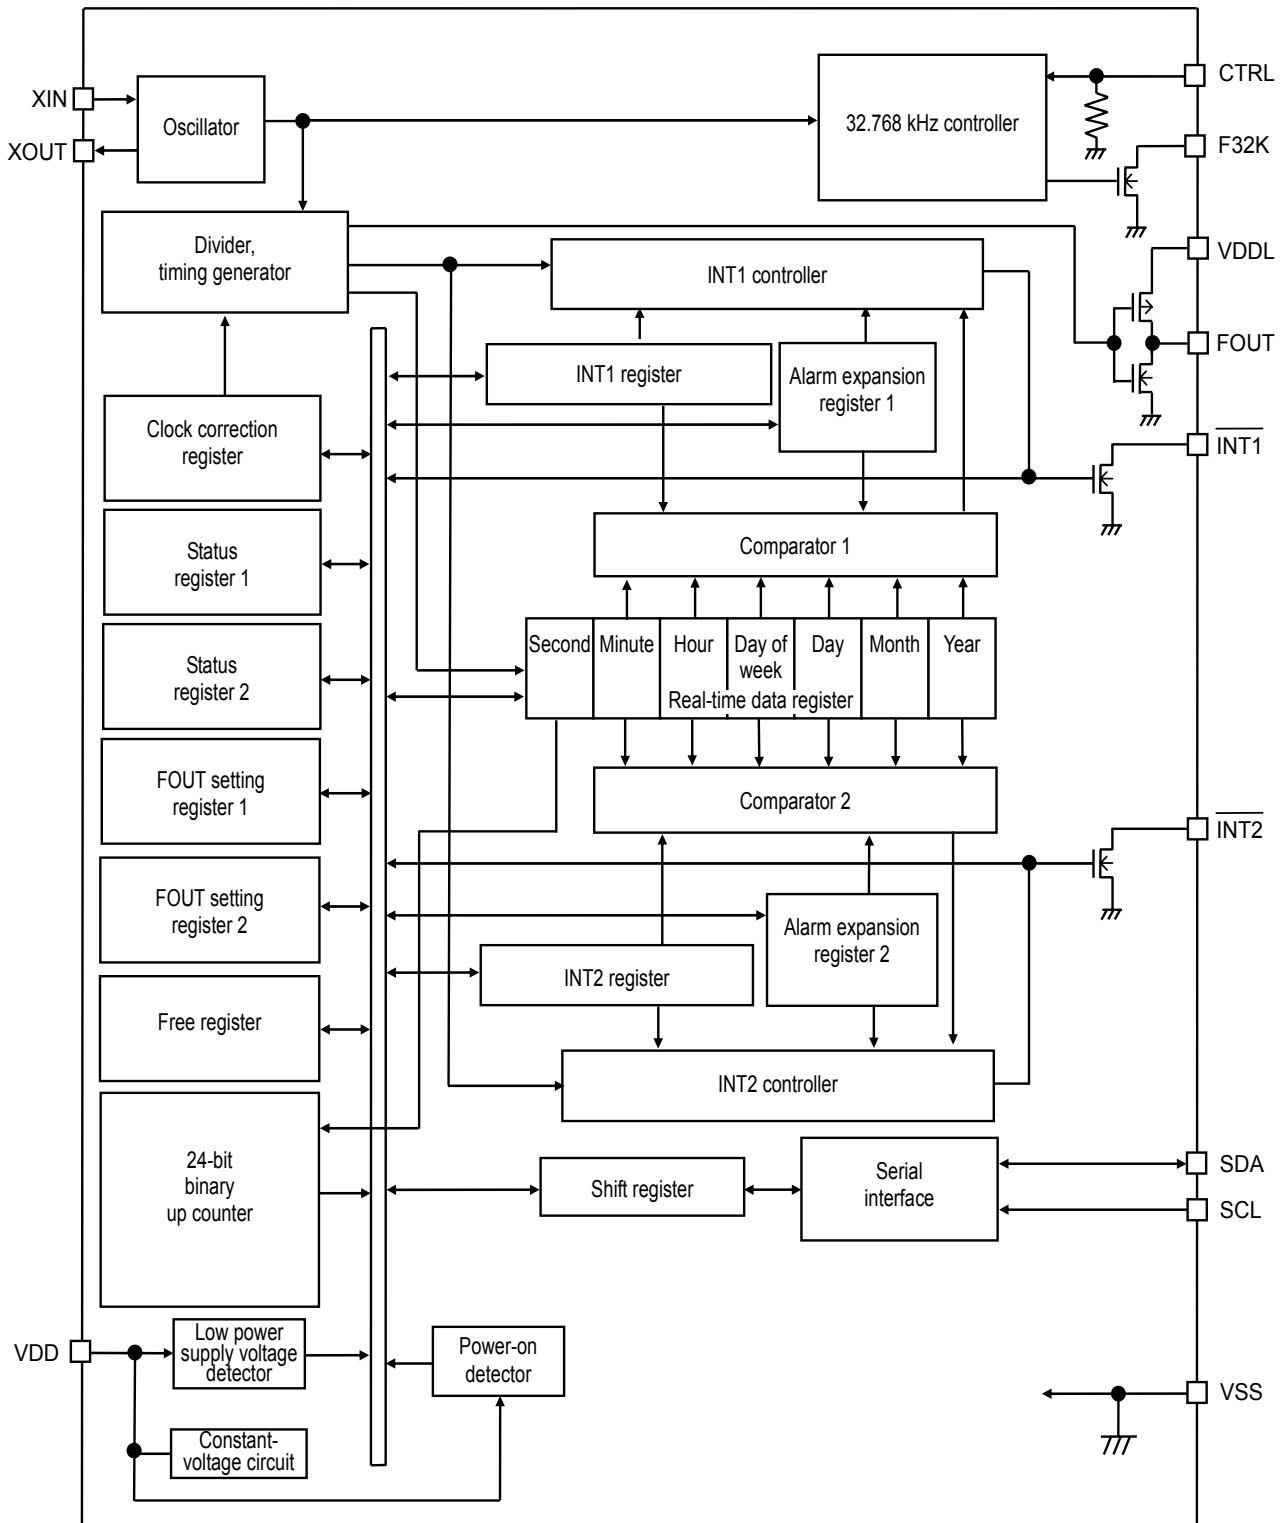 CTRL
XIN
Oscillator
32.768 kHz controller
XOUT
F32K
Divider,
timing generator
VDDL
INT1 controller
FOUT
INT1 register
Alarm expansion
register 1
Clock correction
register
INT1
Status
register 1
Comparator 1
Second
Minute
Hour
Day of
week
Day
Month
Year
Real-time data register
Status
register 2
FOUT setting
register 1
Comparator 2
INT2
FOUT setting
register 2
Alarm expansion
register 2
INT2 register
Free register
INT2 controller
24-bit
binary
up counter
Shift register
Serial
interface
SDA
SCL
VDD
Low power
supply voltage
detector
Power-on
detector
VSS
Constant-
voltage circuit